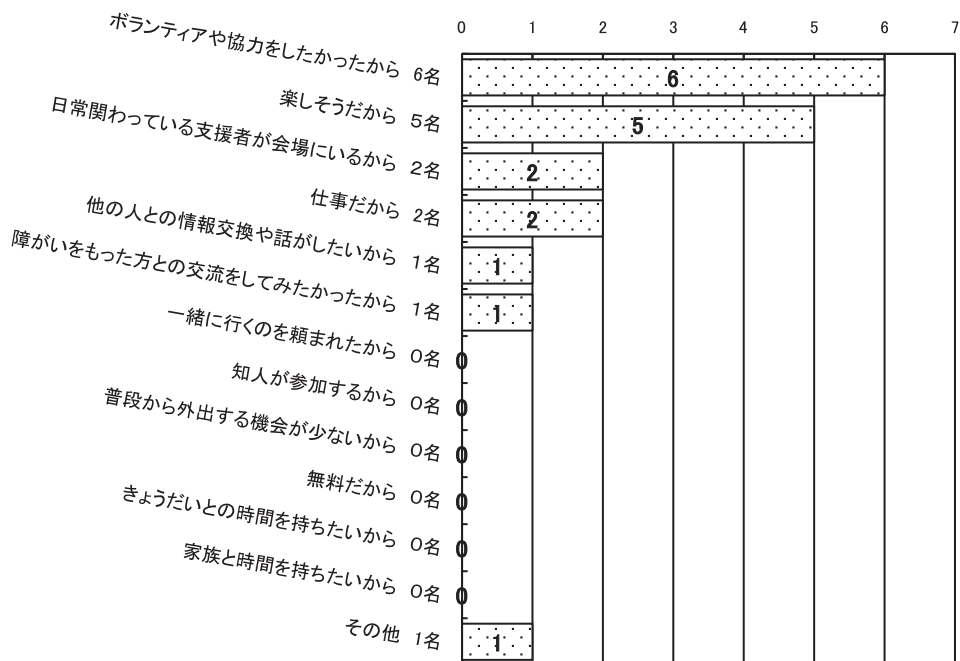 0 1 2 3 4 5 6 7
ボランティアや協力をしたかったから 6名
6
楽しそうだから 5名
5
日常関わっている支援者が会場にいるから 2名
2
仕事だから 2名
2
他の人との情報交換や話がしたいから 1名
1
障がいをもった方との交流をしてみたかったから 1名
1
一緒に行くのを頼まれたから 0名
0
知人が参加するから 0名
0
普段から外出する機会が少ないから 0名
0
無料だから 0名
0
きょうだいとの時間を持ちたいから 0名
0
家族と時間を持ちたいから 0名
0
その他 1名
1